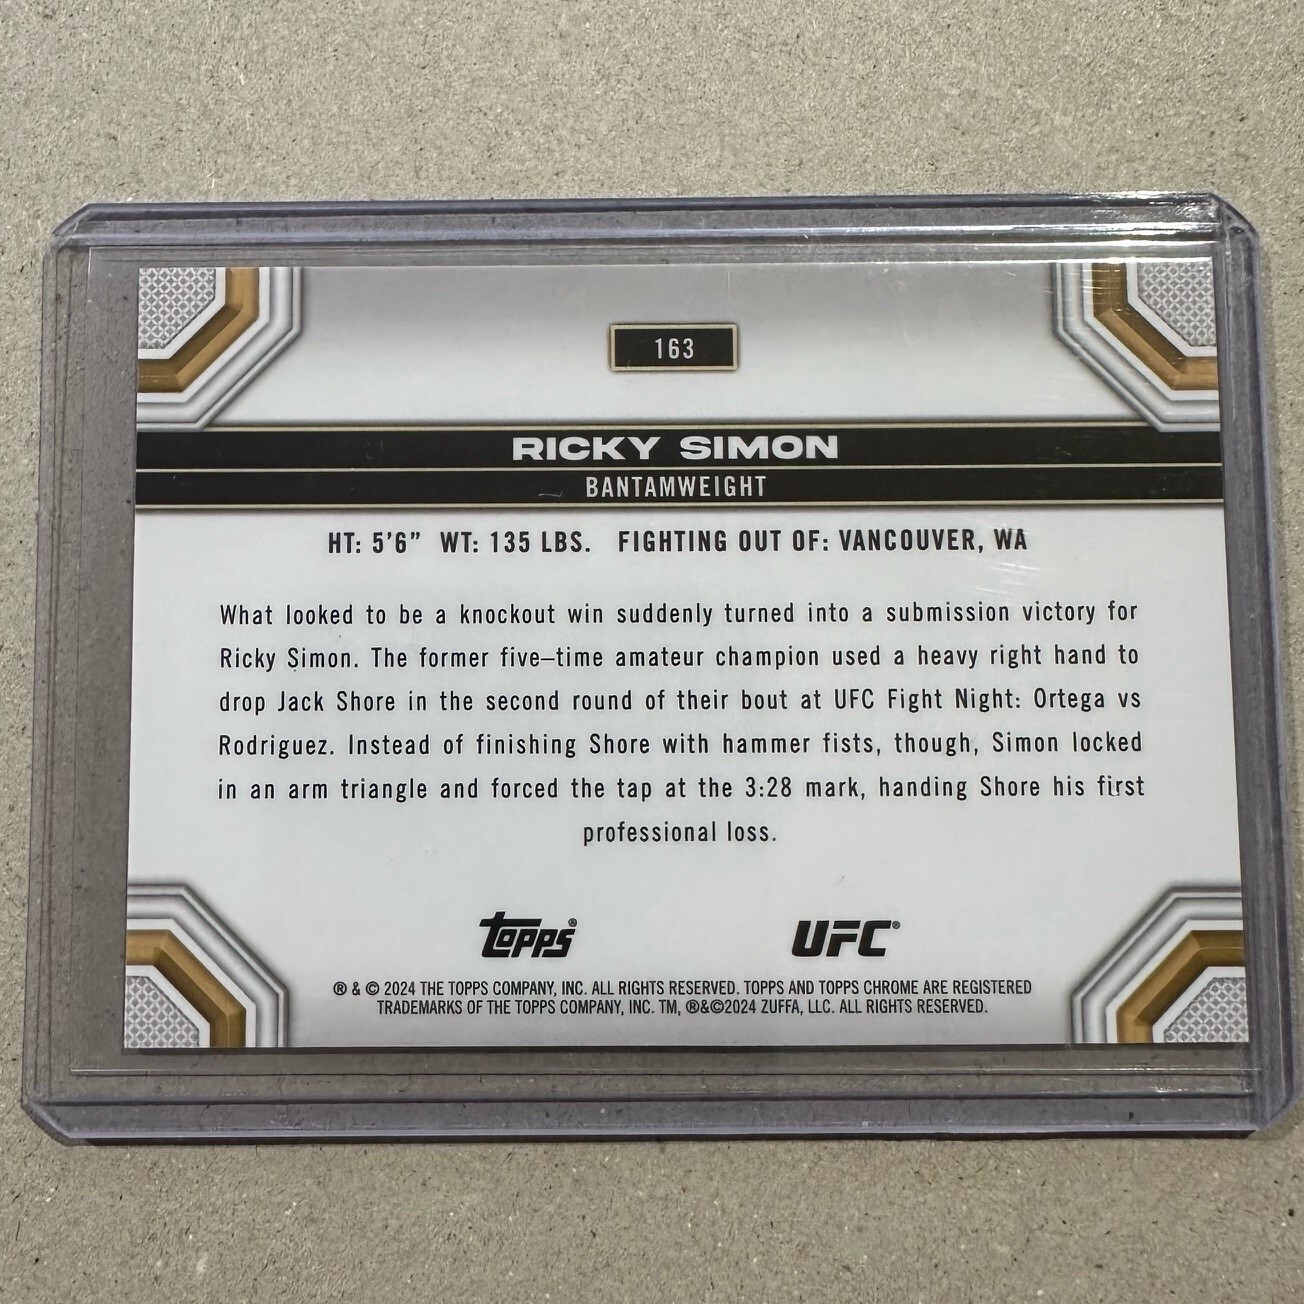 163
RICKY SIMON
BANTAMWEIGHT
HT: 5'6" WT: 135 LBS. FIGHTING OUT OF: VANCOUVER, WA
What looked to be a knockout win suddenly turned into a submission victory for
Ricky Simon. The former five–time amateur champion used a heavy right hand to
drop Jack Shore in the second round of their bout at UFC Fight Night: Ortega vs
Rodriguez. Instead of finishing Shore with hammer fists, though, Simon locked
in an arm triangle and forced the tap at the 3:28 mark, handing Shore his first
professional loss.
topps® UFC®
® & © 2024 THE TOPPS COMPANY, INC. ALL RIGHTS RESERVED. TOPPS AND TOPPS CHROME ARE REGISTERED
TRADEMARKS OF THE TOPPS COMPANY, INC. TM, ®&©2024 ZUFFA, LLC. ALL RIGHTS RESERVED.